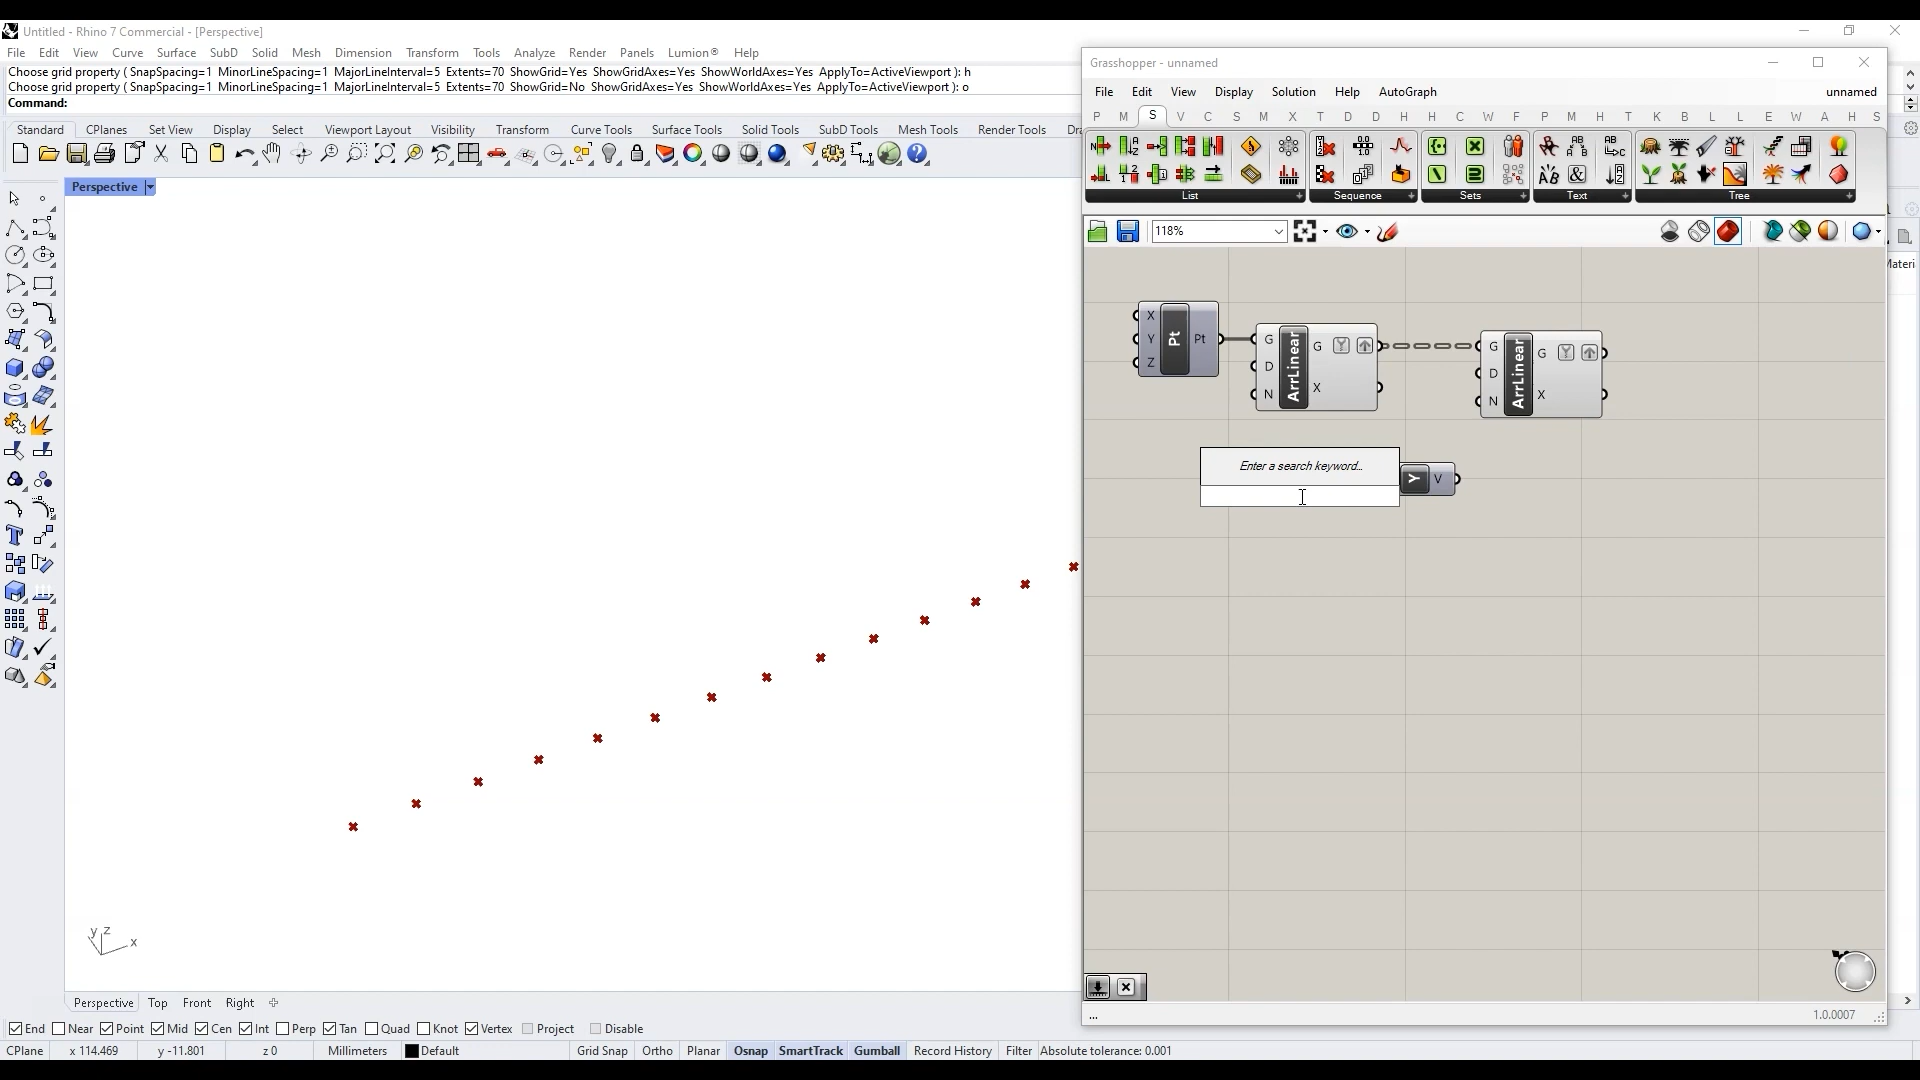 Untitled - Rhino 7 Commercial - [Perspective]
File Edit View Curve Surface SubD Solid Mesh Dimension Transform Tools Analyze Render Panels Lumion® Help
Choose grid property ( SnapSpacing=1 MinorLineSpacing=1 MajorLineInterval=5 Extents=70 ShowGrid=Yes ShowGridAxes=Yes ShowWorldAxes=Yes ApplyTo=ActiveViewport ): h
Choose grid property ( SnapSpacing=1 MinorLineSpacing=1 MajorLineInterval=5 Extents=70 ShowGrid=No ShowGridAxes=Yes ShowWorldAxes=Yes ApplyTo=ActiveViewport ): o
Command:
Standard CPlanes Set View Display Select Viewport Layout Visibility Transform Curve Tools Surface Tools Solid Tools SubD Tools Mesh Tools Render Tools Dr
Perspective
Grasshopper - unnamed
File Edit View Display Solution Help AutoGraph unnamed
P M S V C S M X T D D H H C W F P M H T K B L L E W A H S
List Sequence Sets Text Tree
118%
Materi
X Y Z Pt Pt
G D N ArrLinear G X
G D N ArrLinear G X
Enter a search keyword...
Y V
y z x
Perspective Top Front Right
...
1.0.0007
End Near Point Mid Cen Int Perp Tan Quad Knot Vertex Project Disable
CPlane x 114.469 y -11.801 z 0 Millimeters Default Grid Snap Ortho Planar Osnap SmartTrack Gumball Record History Filter Absolute tolerance: 0.001